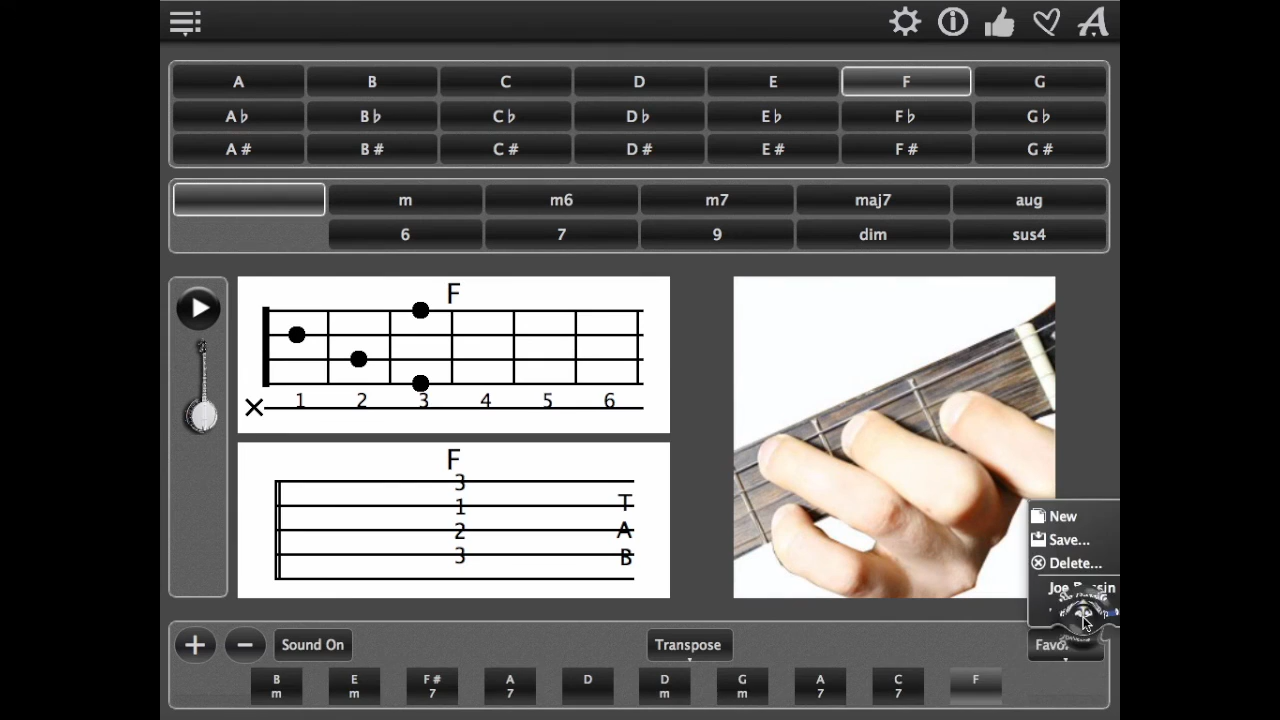 A B C D E F G
A♭ B♭ C♭ D♭ E♭ F♭ G♭
A# B# C# D# E# F# G#
m m6 m7 maj7 aug
6 7 9 dim sus4
F
1 2 3 4 5 6
F
3
1 T
2 A
3 B
New
Save...
Delete...
Joe
Sound On Transpose
B E F# A D D G A C F
m m 7 7 m m 7 7